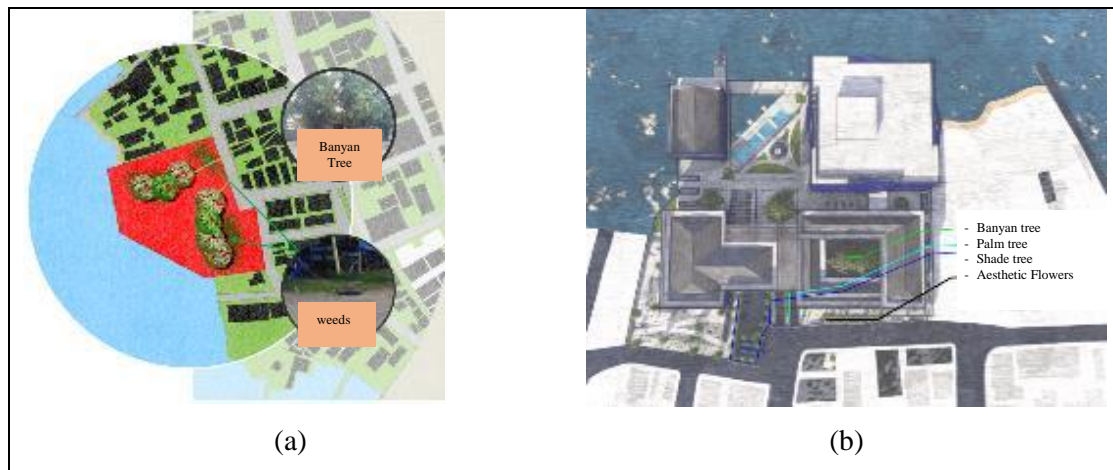 Banyan
Tree
weeds
- Banyan tree
- Palm tree
- Shade tree
- Aesthetic Flowers
(a)
(b)